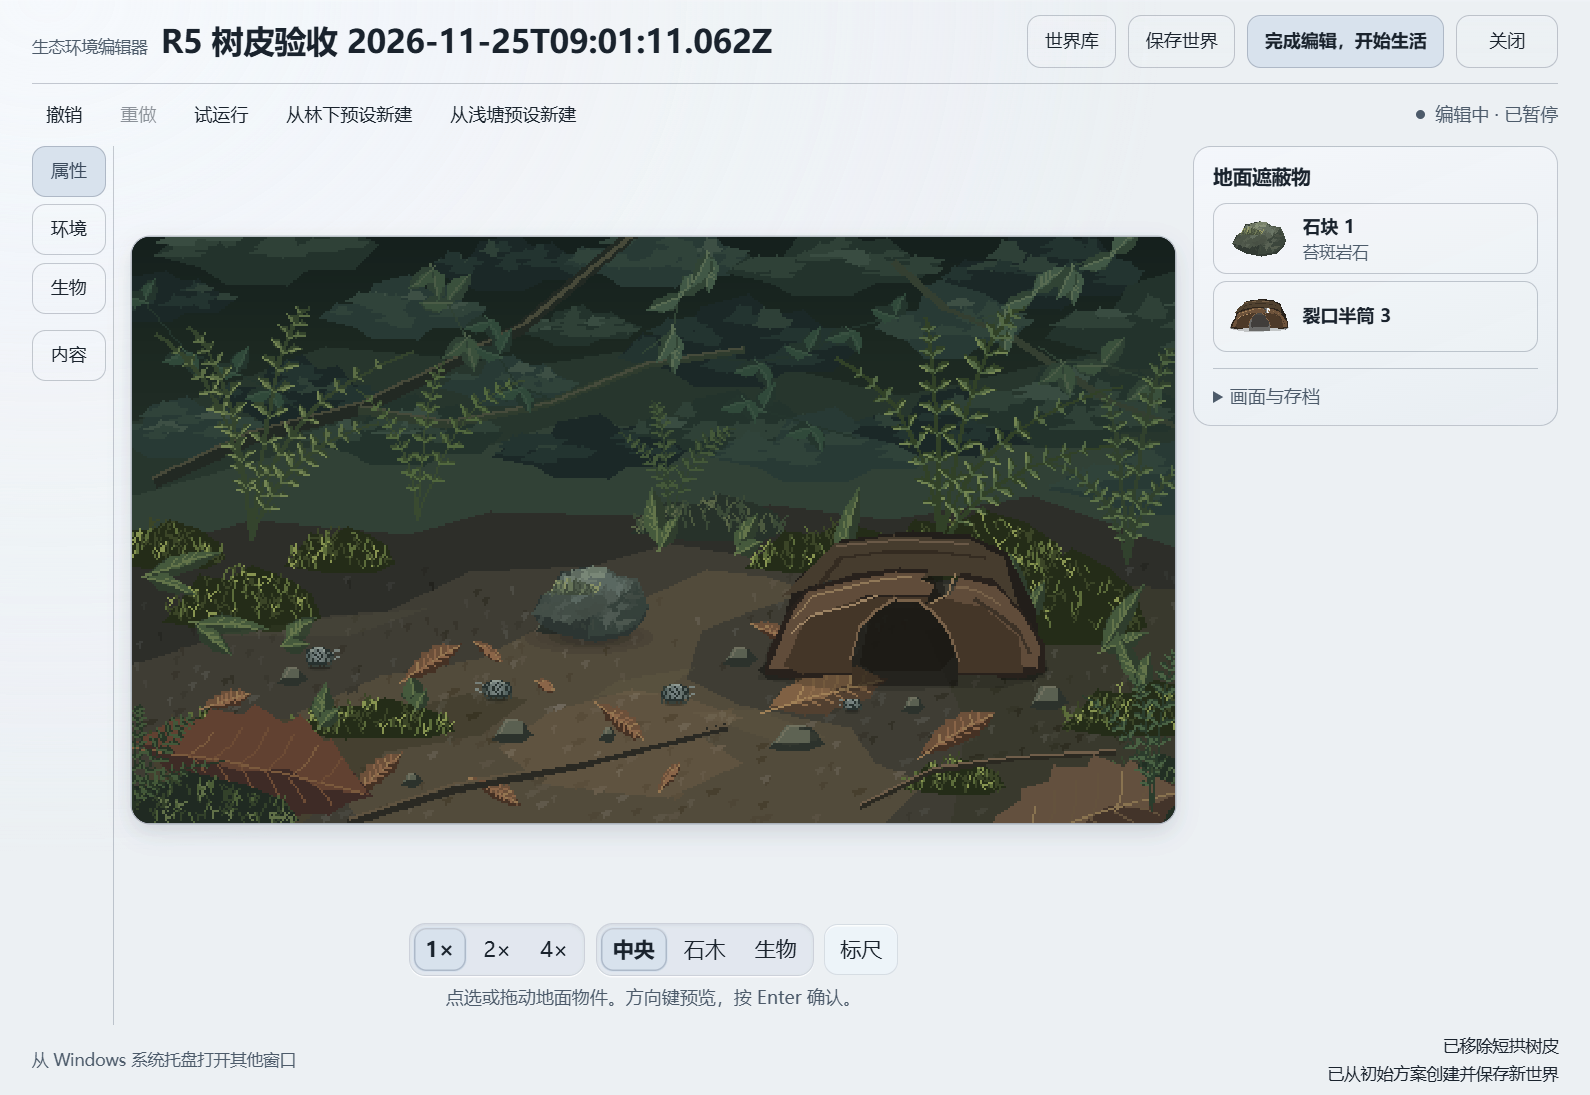 生态环境编辑器 R5 树皮验收 2026-11-25T09:01:11.062Z
世界库 保存世界 完成编辑，开始生活 关闭
撤销 重做 试运行 从林下预设新建 从浅塘预设新建
编辑中 · 已暂停
属性
环境
生物
内容
地面遮蔽物
石块 1
苔斑岩石
裂口半筒 3
画面与存档
1× 2× 4× 中央 石木 生物 标尺
点选或拖动地面物件。方向键预览，按 Enter 确认。
从 Windows 系统托盘打开其他窗口
已移除短拱树皮
已从初始方案创建并保存新世界